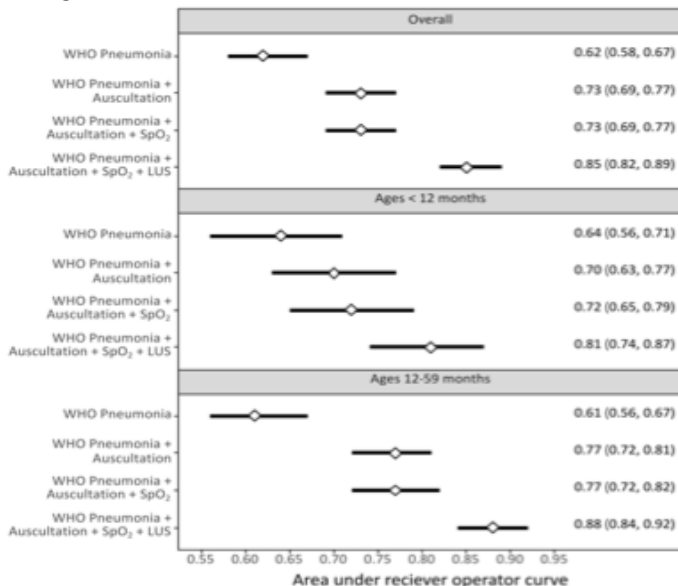 Overall
WHO Pneumonia
0.62 (0.58, 0.67)
WHO Pneumonia +
Auscultation
0.73 (0.69, 0.77)
WHO Pneumonia +
Auscultation + SpO₂
0.73 (0.69, 0.77)
WHO Pneumonia +
Auscultation + SpO₂ + LUS
0.85 (0.82, 0.89)
Ages < 12 months
WHO Pneumonia
0.64 (0.56, 0.71)
WHO Pneumonia +
Auscultation
0.70 (0.63, 0.77)
WHO Pneumonia +
Auscultation + SpO₂
0.72 (0.65, 0.79)
WHO Pneumonia +
Auscultation + SpO₂ + LUS
0.81 (0.74, 0.87)
Ages 12-59 months
WHO Pneumonia
0.61 (0.56, 0.67)
WHO Pneumonia +
Auscultation
0.77 (0.72, 0.81)
WHO Pneumonia +
Auscultation + SpO₂
0.77 (0.72, 0.82)
WHO Pneumonia +
Auscultation + SpO₂ + LUS
0.88 (0.84, 0.92)
0.55 0.60 0.65 0.70 0.75 0.80 0.85 0.90 0.95
Area under reciever operator curve